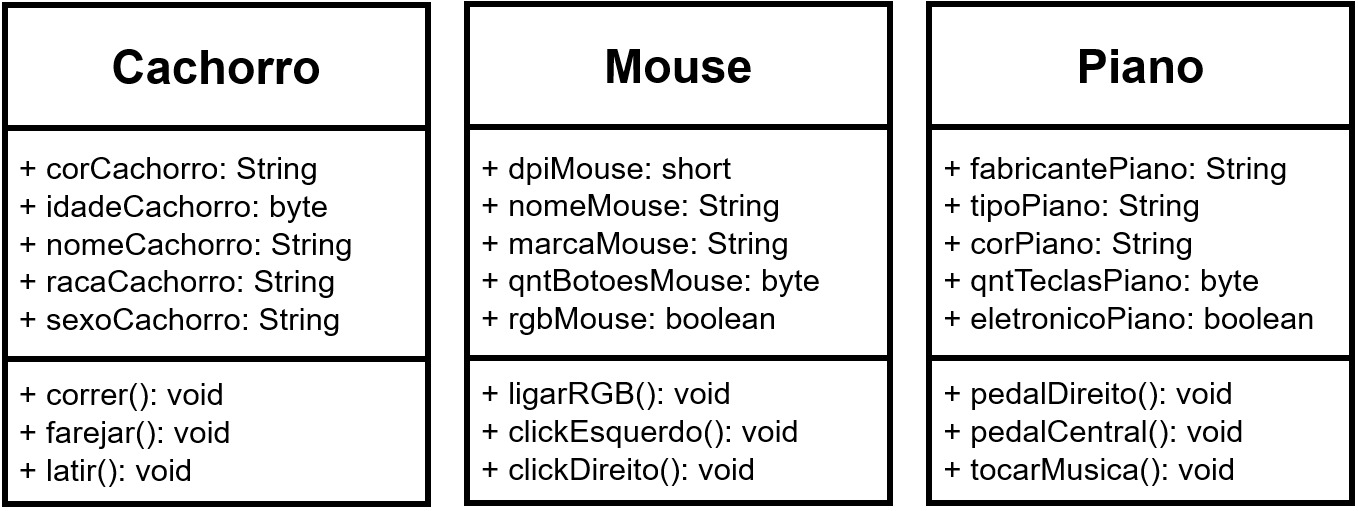 Cachorro
+ corCachorro: String
+ idadeCachorro: byte
+ nomeCachorro: String
+ racaCachorro: String
+ sexoCachorro: String
+ correr(): void
+ farejar(): void
+ latir(): void
Mouse
+ dpiMouse: short
+ nomeMouse: String
+ marcaMouse: String
+ qntBotoesMouse: byte
+ rgbMouse: boolean
+ ligarRGB(): void
+ clickEsquerdo(): void
+ clickDireito(): void
Piano
+ fabricantePiano: String
+ tipoPiano: String
+ corPiano: String
+ qntTeclasPiano: byte
+ eletronicoPiano: boolean
+ pedalDireito(): void
+ pedalCentral(): void
+ tocarMusica(): void